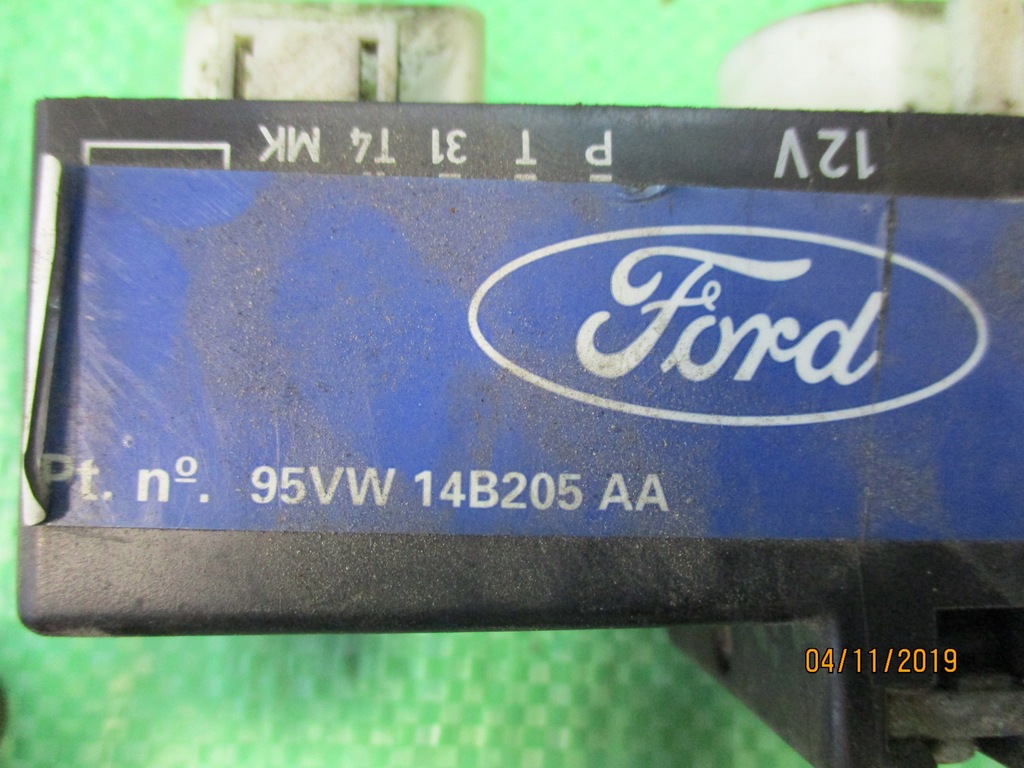 MK T4 31 T P 12V
Ford
Pt. nº. 95VW 14B205 AA
04/11/2019